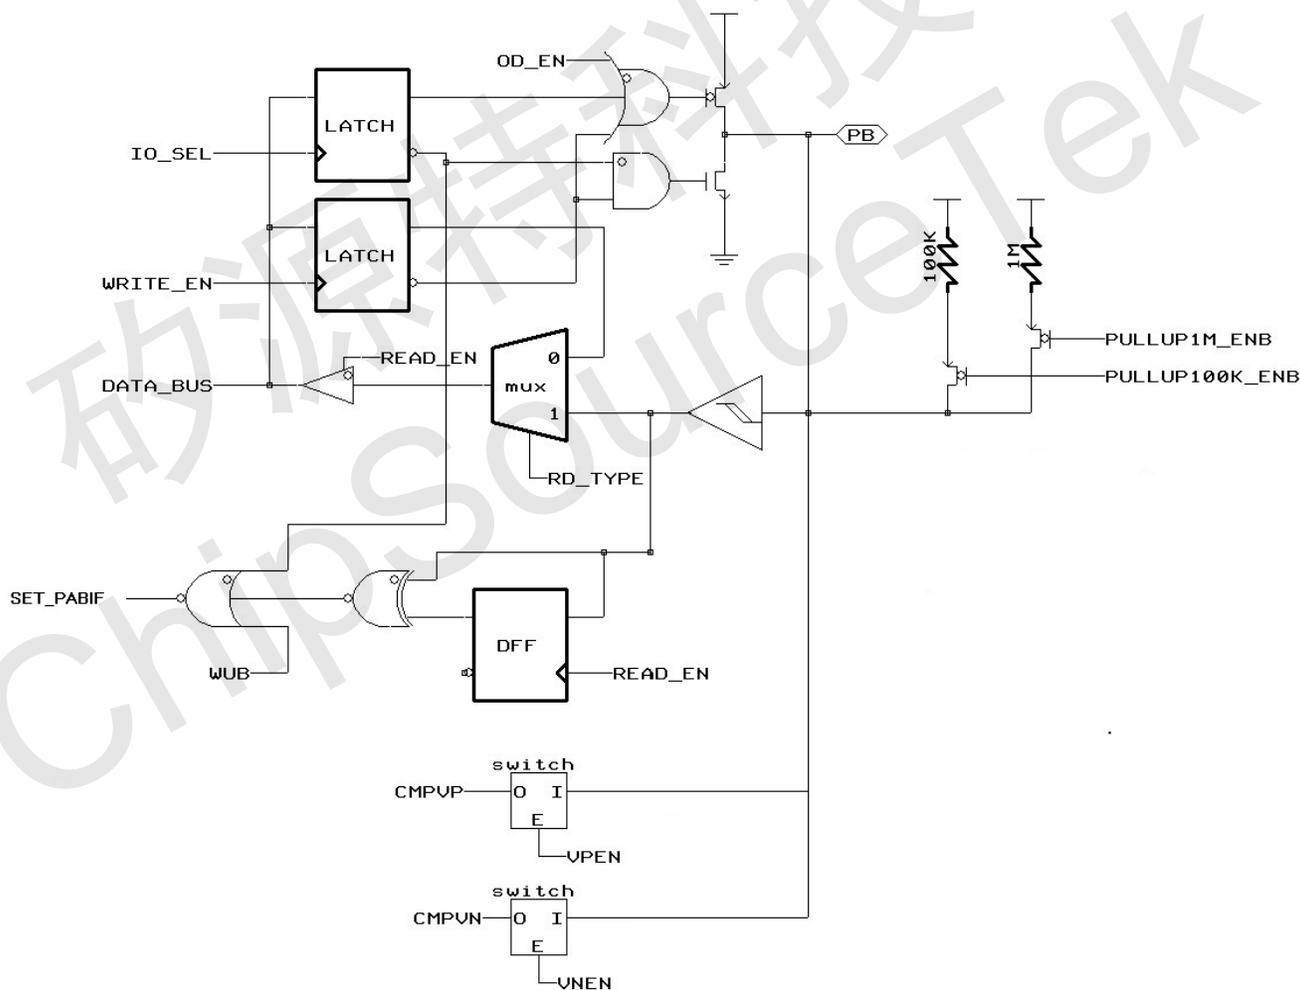 OD_EN
LATCH
PB
IO_SEL
100K
1M
LATCH
WRITE_EN
PULLUP1M_ENB
READ_EN
0
PULLUP100K_ENB
DATA_BUS
mux
1
RD_TYPE
SET_PABIF
DFF
WUB
READ_EN
switch
CMPVP
O I
E
VPEN
switch
CMPVN
O I
E
VNEN
矽源特科技
ChipSourceTek